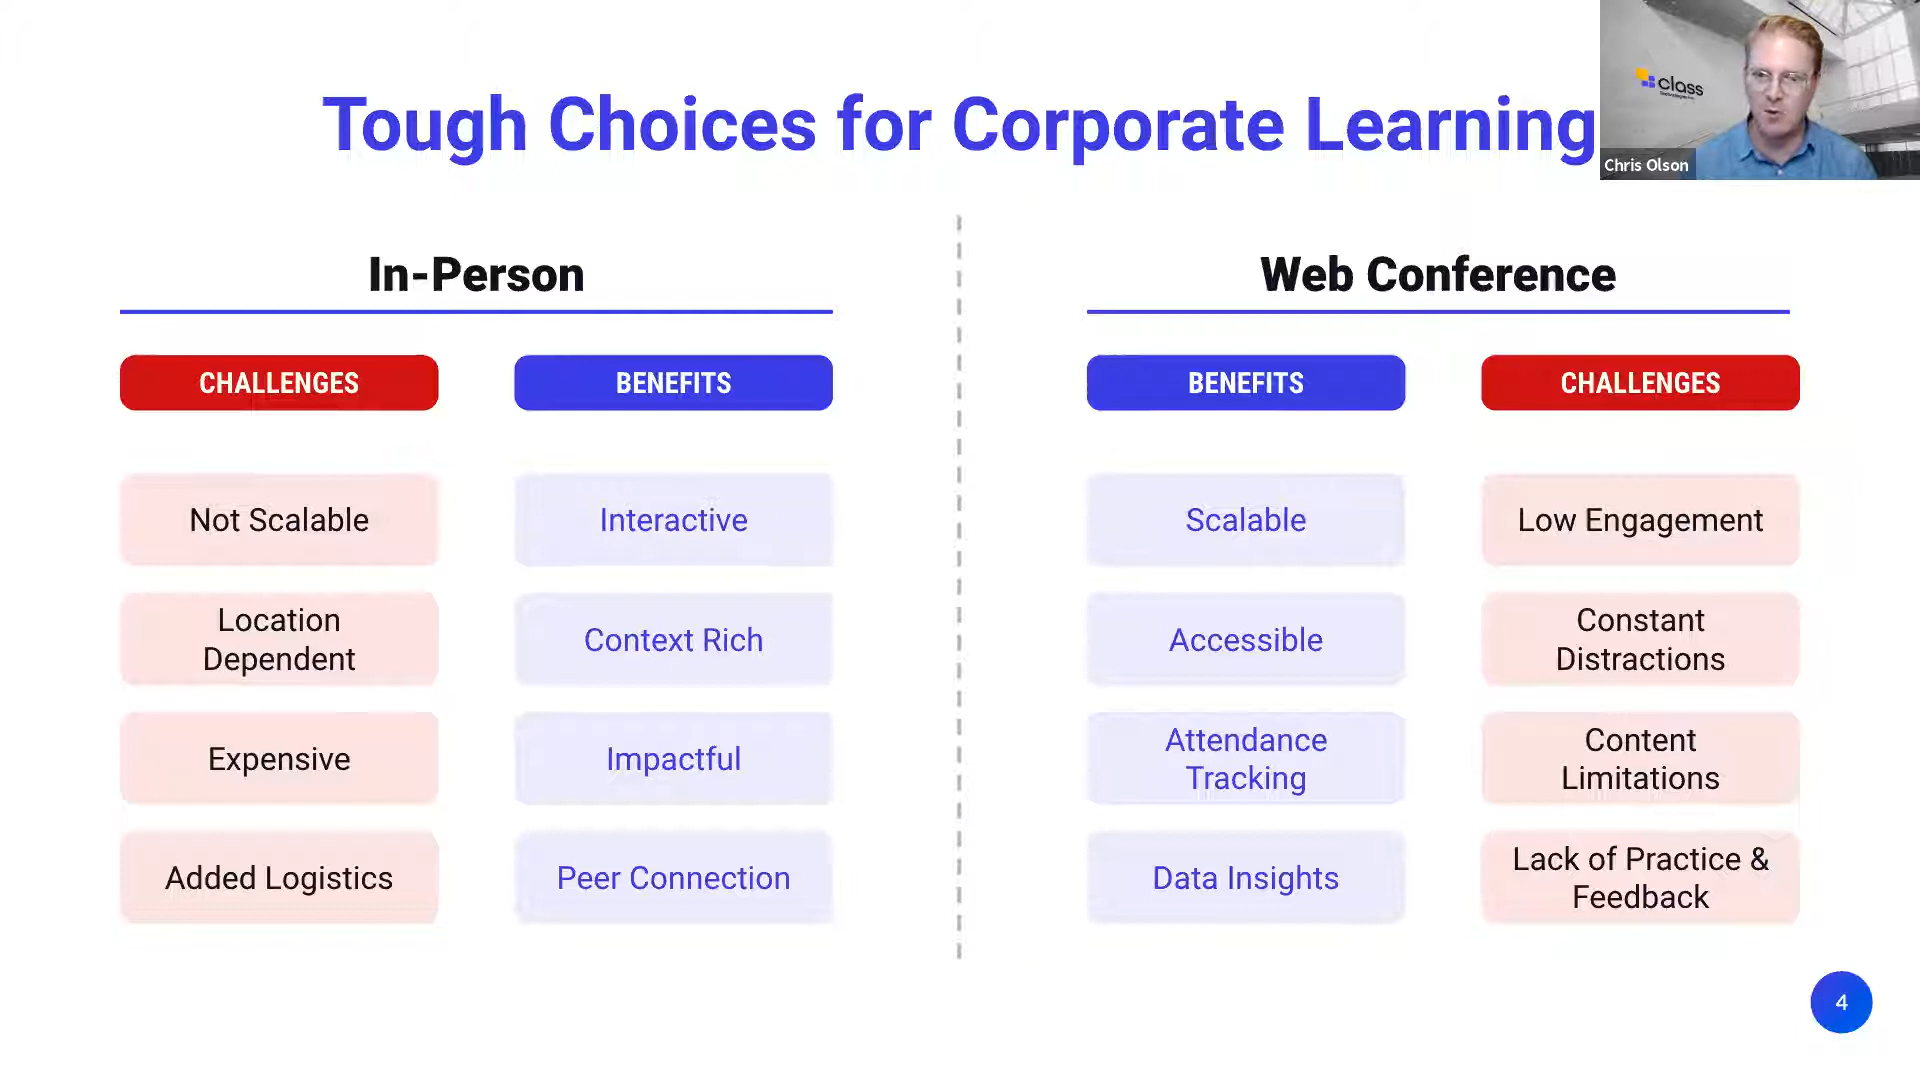 Tough Choices for Corporate Learning
class
Chris Olson
In-Person
CHALLENGES
BENEFITS
Not Scalable
Interactive
Location
Dependent
Context Rich
Expensive
Impactful
Added Logistics
Peer Connection
Web Conference
BENEFITS
CHALLENGES
Scalable
Low Engagement
Accessible
Constant
Distractions
Attendance
Tracking
Content
Limitations
Data Insights
Lack of Practice &
Feedback
4